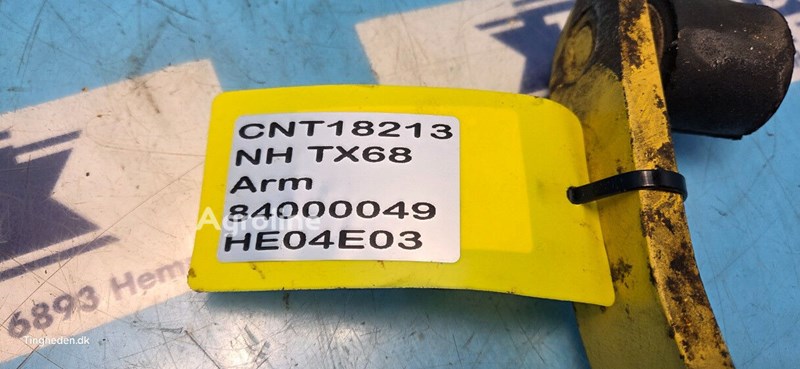 CNT18213
NH TX68
Arm
84000049
HE04E03
Agroline
6893 Hem
Tingheden.dk